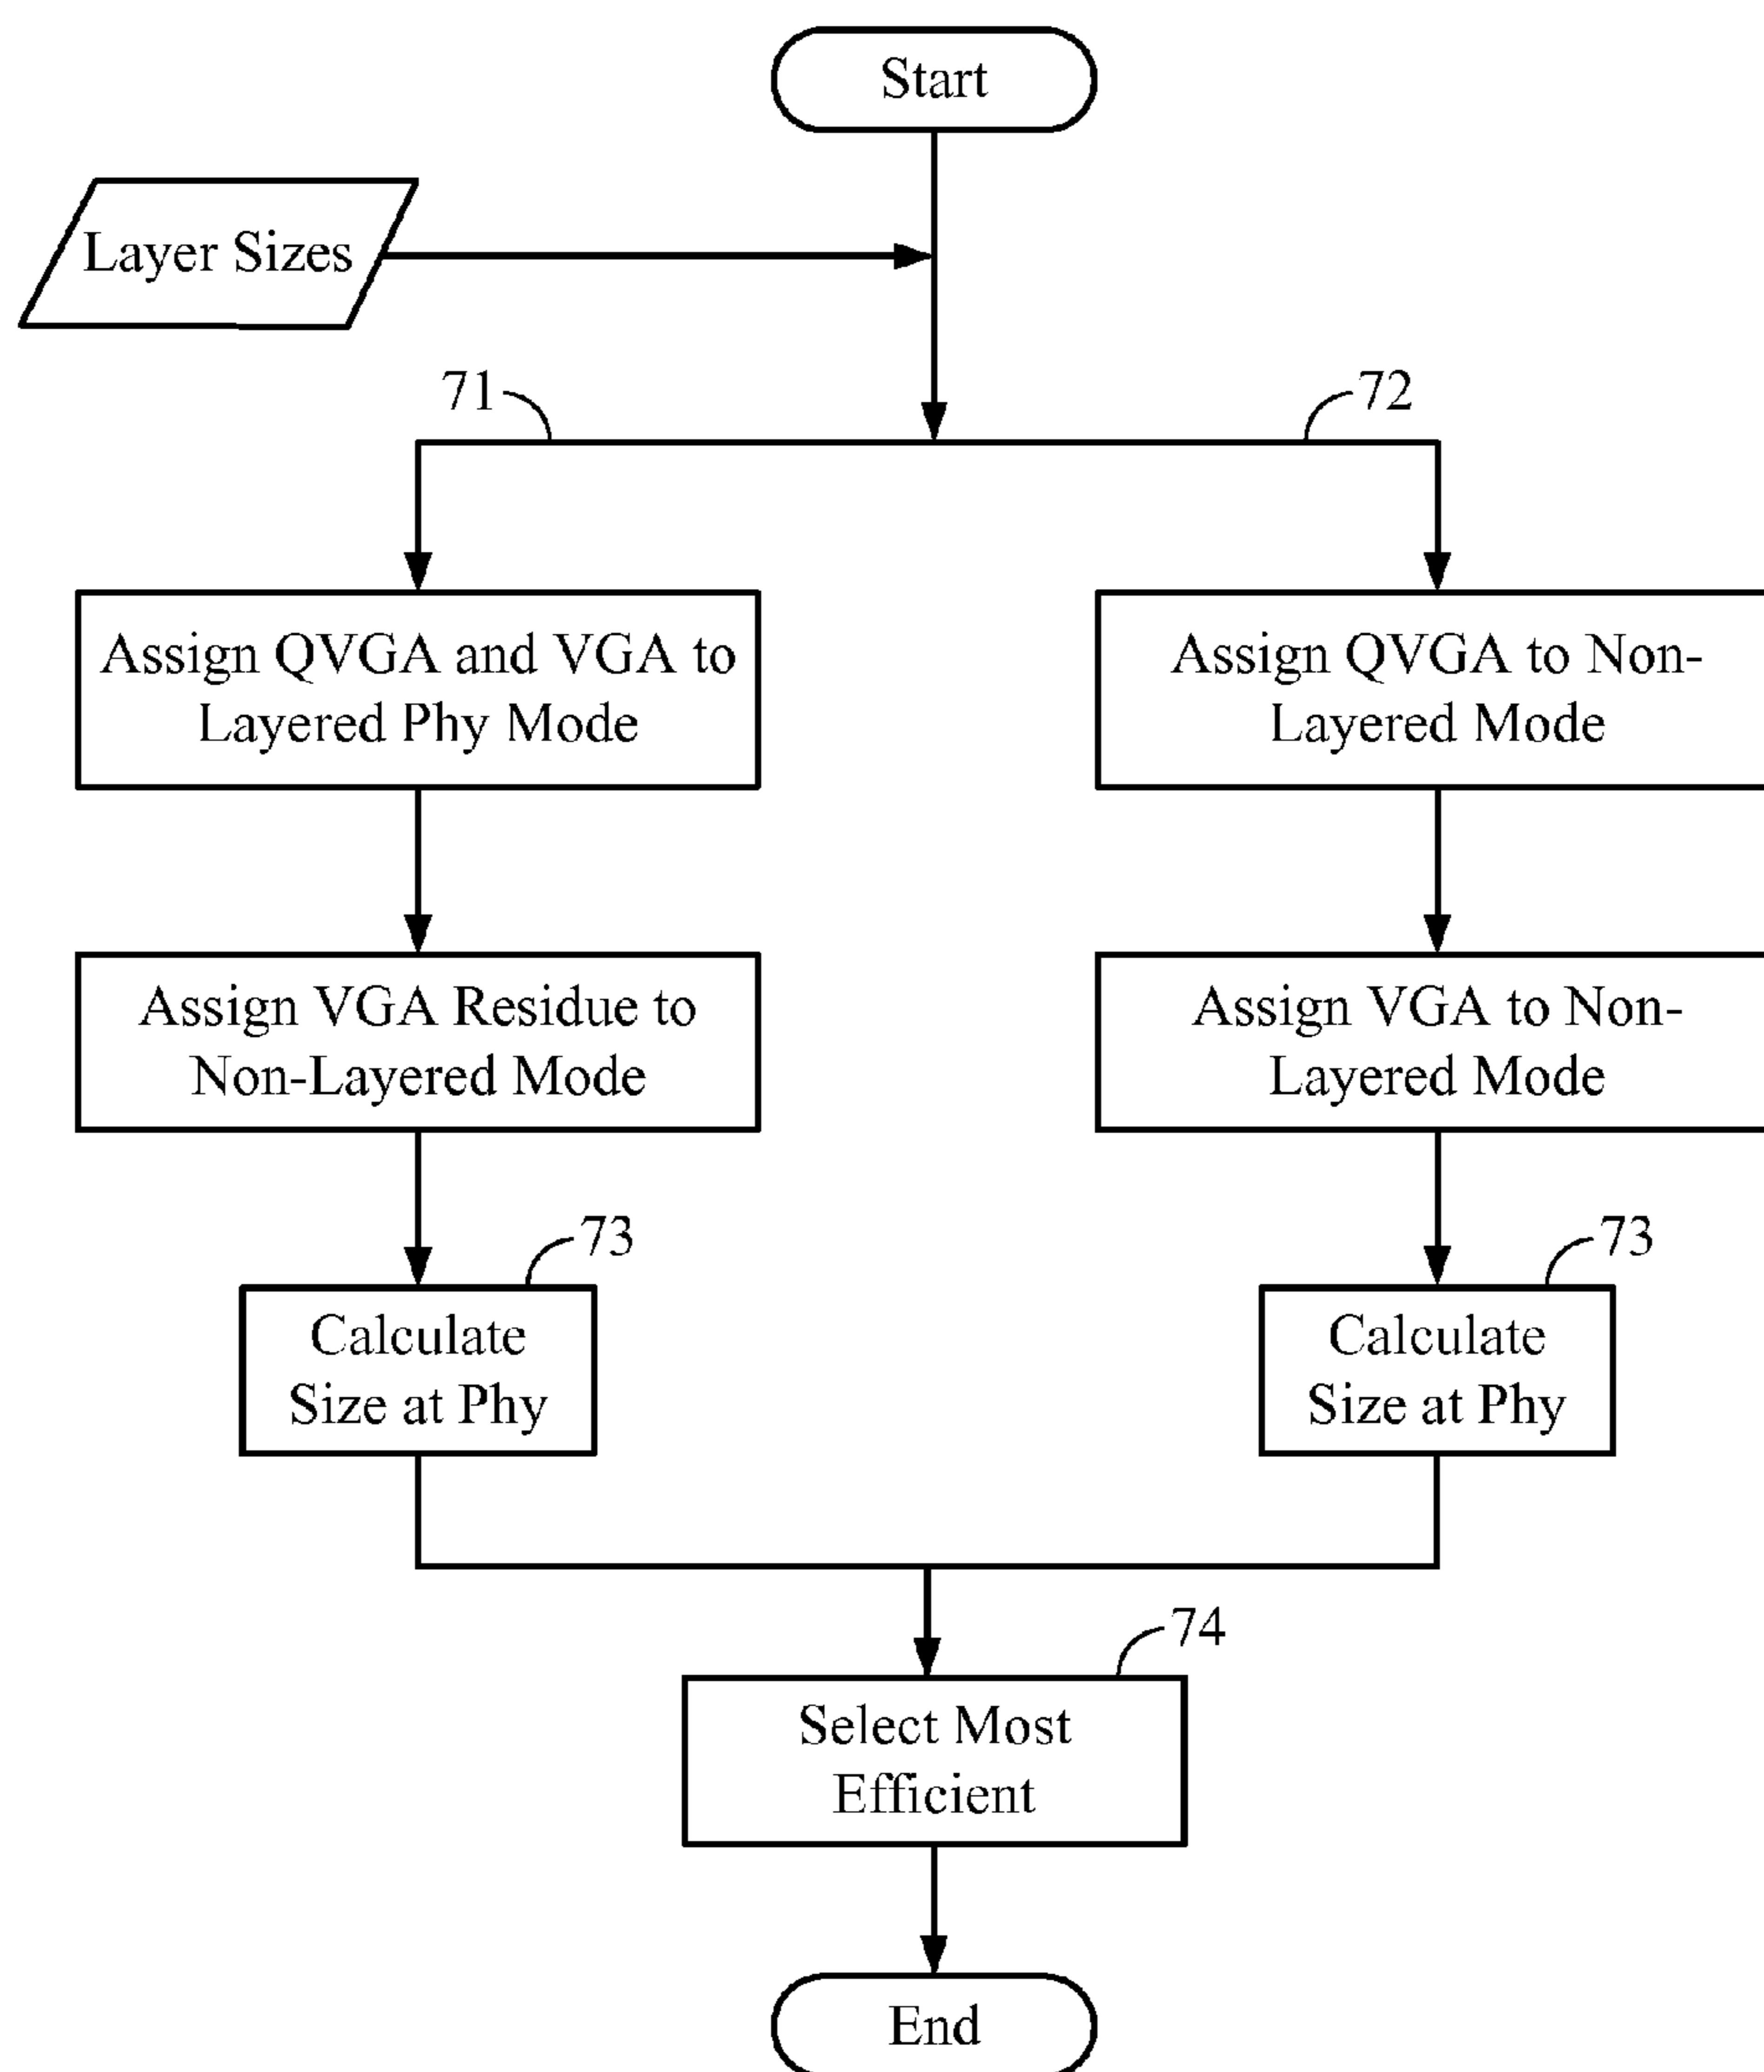 Start
Layer Sizes
71
72
Assign QVGA and VGA to
Layered Phy Mode
Assign QVGA to Non-
Layered Mode
Assign VGA Residue to
Non-Layered Mode
Assign VGA to Non-
Layered Mode
73
73
Calculate
Size at Phy
Calculate
Size at Phy
74
Select Most
Efficient
End